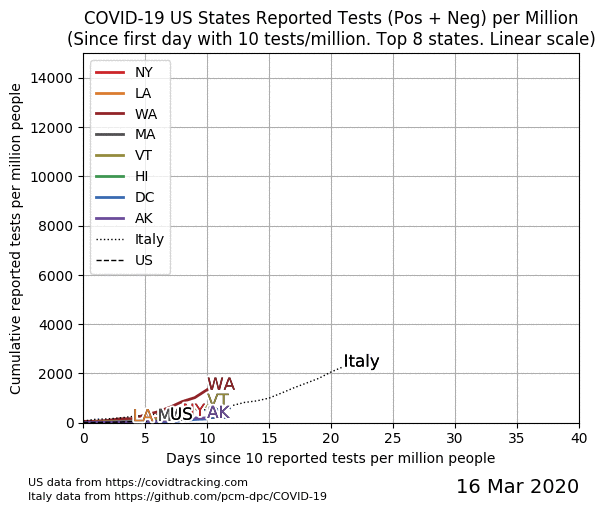 COVID-19 US States Reported Tests (Pos + Neg) per Million
(Since first day with 10 tests/million. Top 8 states. Linear scale)
Cumulative reported tests per million people
14000
12000
10000
8000
6000
4000
2000
0
NY
LA
WA
MA
VT
HI
DC
AK
Italy
US
Italy
WA
VT
NY
AK
LA
US
0 5 10 15 20 25 30 35 40
Days since 10 reported tests per million people
US data from https://covidtracking.com
Italy data from https://github.com/pcm-dpc/COVID-19
16 Mar 2020